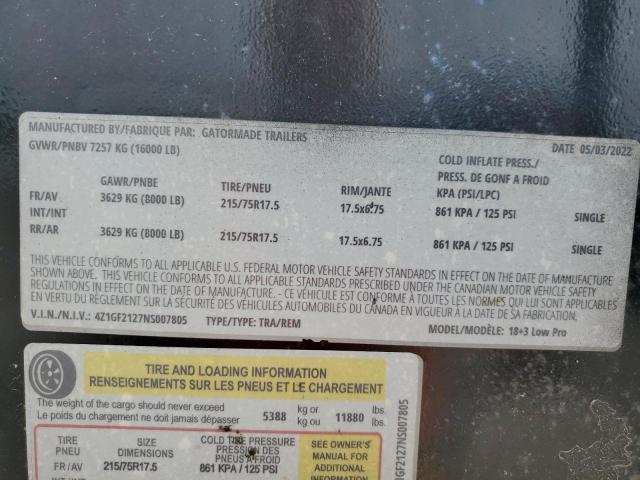 MANUFACTURED BY/FABRIQUE PAR: GATORMADE TRAILERS DATE 05/03/2022
GVWR/PNBV 7257 KG (16000 LB)
COLD INFLATE PRESS./
GAWR/PNBE TIRE/PNEU RIM/JANTE PRESS. DE GONF A FROID
KPA (PSI/LPC)
FR/AV 3629 KG (8000 LB) 215/75R17.5 17.5x6.75 861 KPA / 125 PSI SINGLE
INT/INT
RR/AR 3629 KG (8000 LB) 215/75R17.5 17.5x6.75 861 KPA / 125 PSI SINGLE
THIS VEHICLE CONFORMS TO ALL APPLICABLE U.S. FEDERAL MOTOR VEHICLE SAFETY STANDARDS IN EFFECT ON THE DATE OF MANUFACTURE
SHOWN ABOVE. / THIS VEHICLE CONFORMS TO ALL APPLICABLE STANDARDS PRESCRIBED UNDER THE CANADIAN MOTOR VEHICLE SAFETY
REGULATIONS IN EFFECT ON THE DATE OF MANUFACTURE. - CE VÉHICULE EST CONFORME À TOUTES LES NORMES QUI LUI SONT APPLICABLES
EN VERTU DU RÈGLEMENT SUR LA SÉCURITÉ DES VÉHICULES AUTOMOBILES DU CANADA EN VIGUEUR À LA DATE DE SA FABRICATION.
V.I.N./N.I.V.: 4Z1GF2127NS007805 TYPE/TYPE: TRA/REM MODEL/MODÈLE: 18+3 Low Pro
TIRE AND LOADING INFORMATION
RENSEIGNEMENTS SUR LES PNEUS ET LE CHARGEMENT
The weight of the cargo should never exceed kg or lbs.
Le poids du chargement ne doit jamais dépasser 5388 kg ou 11880 lbs.
TIRE SIZE COLD TIRE PRESSURE SEE OWNER'S
PNEU DIMENSIONS PRESSION DES MANUAL FOR
PNEUS A FROID ADDITIONAL
FR/AV 215/75R17.5 861 KPA / 125 PSI INFORMATION
GF2127NS007805